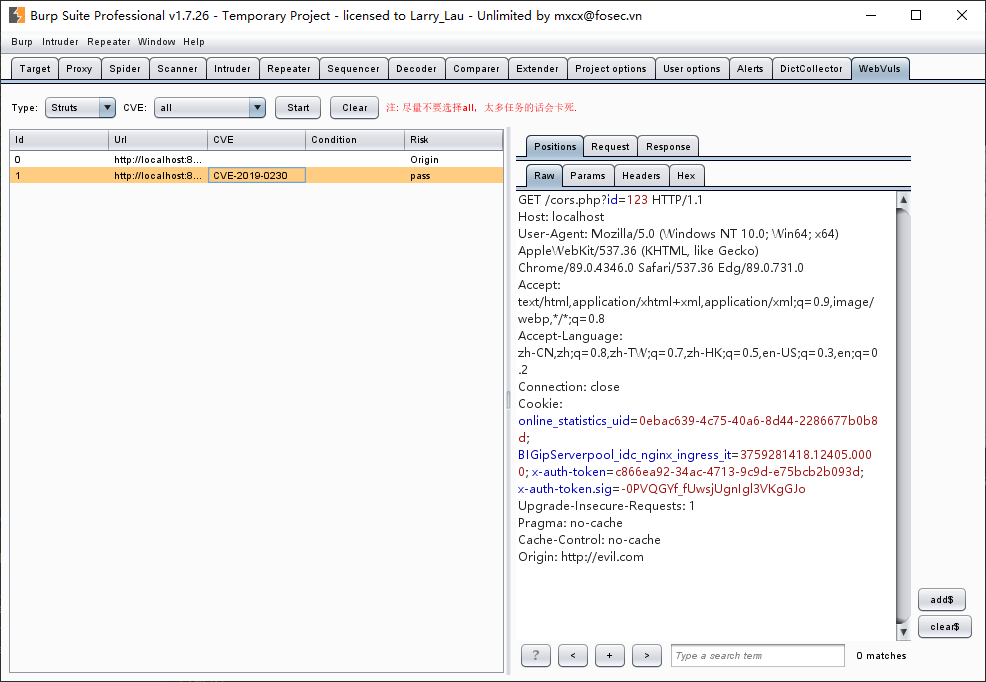 Burp Suite Professional v1.7.26 - Temporary Project - licensed to Larry_Lau - Unlimited by mxcx@fosec.vn
Burp Intruder Repeater Window Help
Target Proxy Spider Scanner Intruder Repeater Sequencer Decoder Comparer Extender Project options User options Alerts DictCollector WebVuls
Type: Struts CVE: all Start Clear 注: 尽量不要选择all, 太多任务的话会卡死.
Id Url CVE Condition Risk
0 http://localhost:8... Origin
1 http://localhost:8... CVE-2019-0230 pass
Positions Request Response
Raw Params Headers Hex
GET /cors.php?id=123 HTTP/1.1
Host: localhost
User-Agent: Mozilla/5.0 (Windows NT 10.0; Win64; x64)
AppleWebKit/537.36 (KHTML, like Gecko)
Chrome/89.0.4346.0 Safari/537.36 Edg/89.0.731.0
Accept:
text/html,application/xhtml+xml,application/xml;q=0.9,image/
webp,*/*;q=0.8
Accept-Language:
zh-CN,zh;q=0.8,zh-TW;q=0.7,zh-HK;q=0.5,en-US;q=0.3,en;q=0
.2
Connection: close
Cookie:
online_statistics_uid=0ebac639-4c75-40a6-8d44-2286677b0b8
d;
BIGipServerpool_idc_nginx_ingress_it=3759281418.12405.000
0; x-auth-token=c866ea92-34ac-4713-9c9d-e75bcb2b093d;
x-auth-token.sig=-0PVQGYf_fUwsjUgnIgl3VKgGJo
Upgrade-Insecure-Requests: 1
Pragma: no-cache
Cache-Control: no-cache
Origin: http://evil.com
add$
clear$
? < + > Type a search term 0 matches